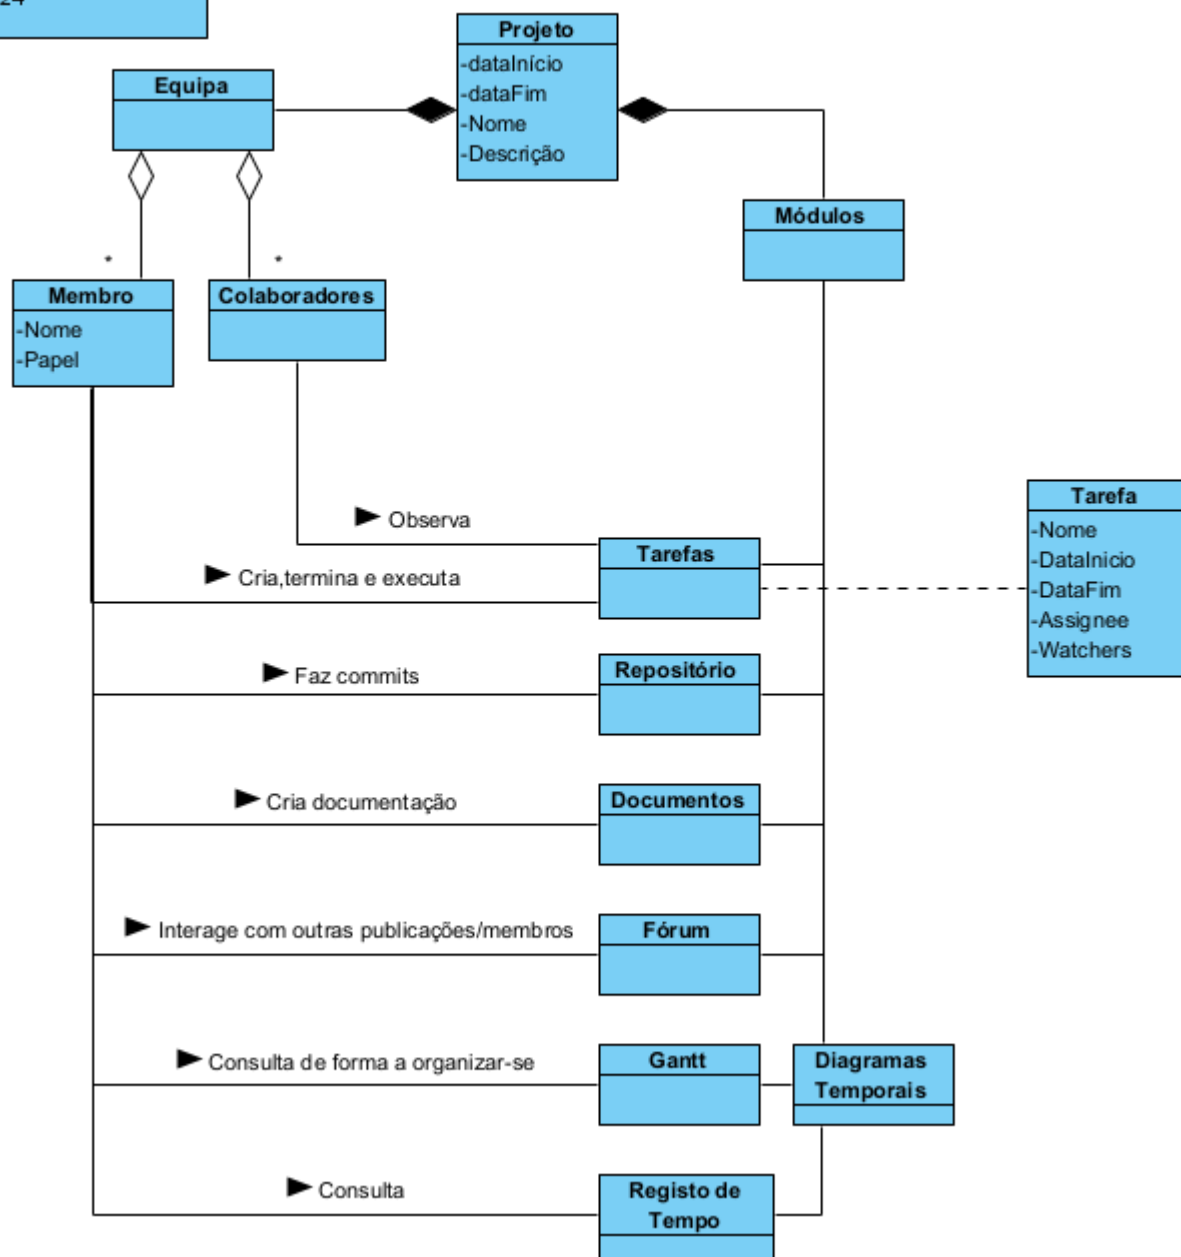 24
Projeto
-dataInício
-dataFim
-Nome
-Descrição
Equipa
Módulos
*
*
Membro
-Nome
-Papel
Colaboradores
Tarefa
-Nome
-DataInicio
-DataFim
-Assignee
-Watchers
Observa
Tarefas
Cria,termina e executa
Faz commits
Repositório
Cria documentação
Documentos
Interage com outras publicações/membros
Fórum
Consulta de forma a organizar-se
Gantt
Diagramas
Temporais
Consulta
Registo de
Tempo